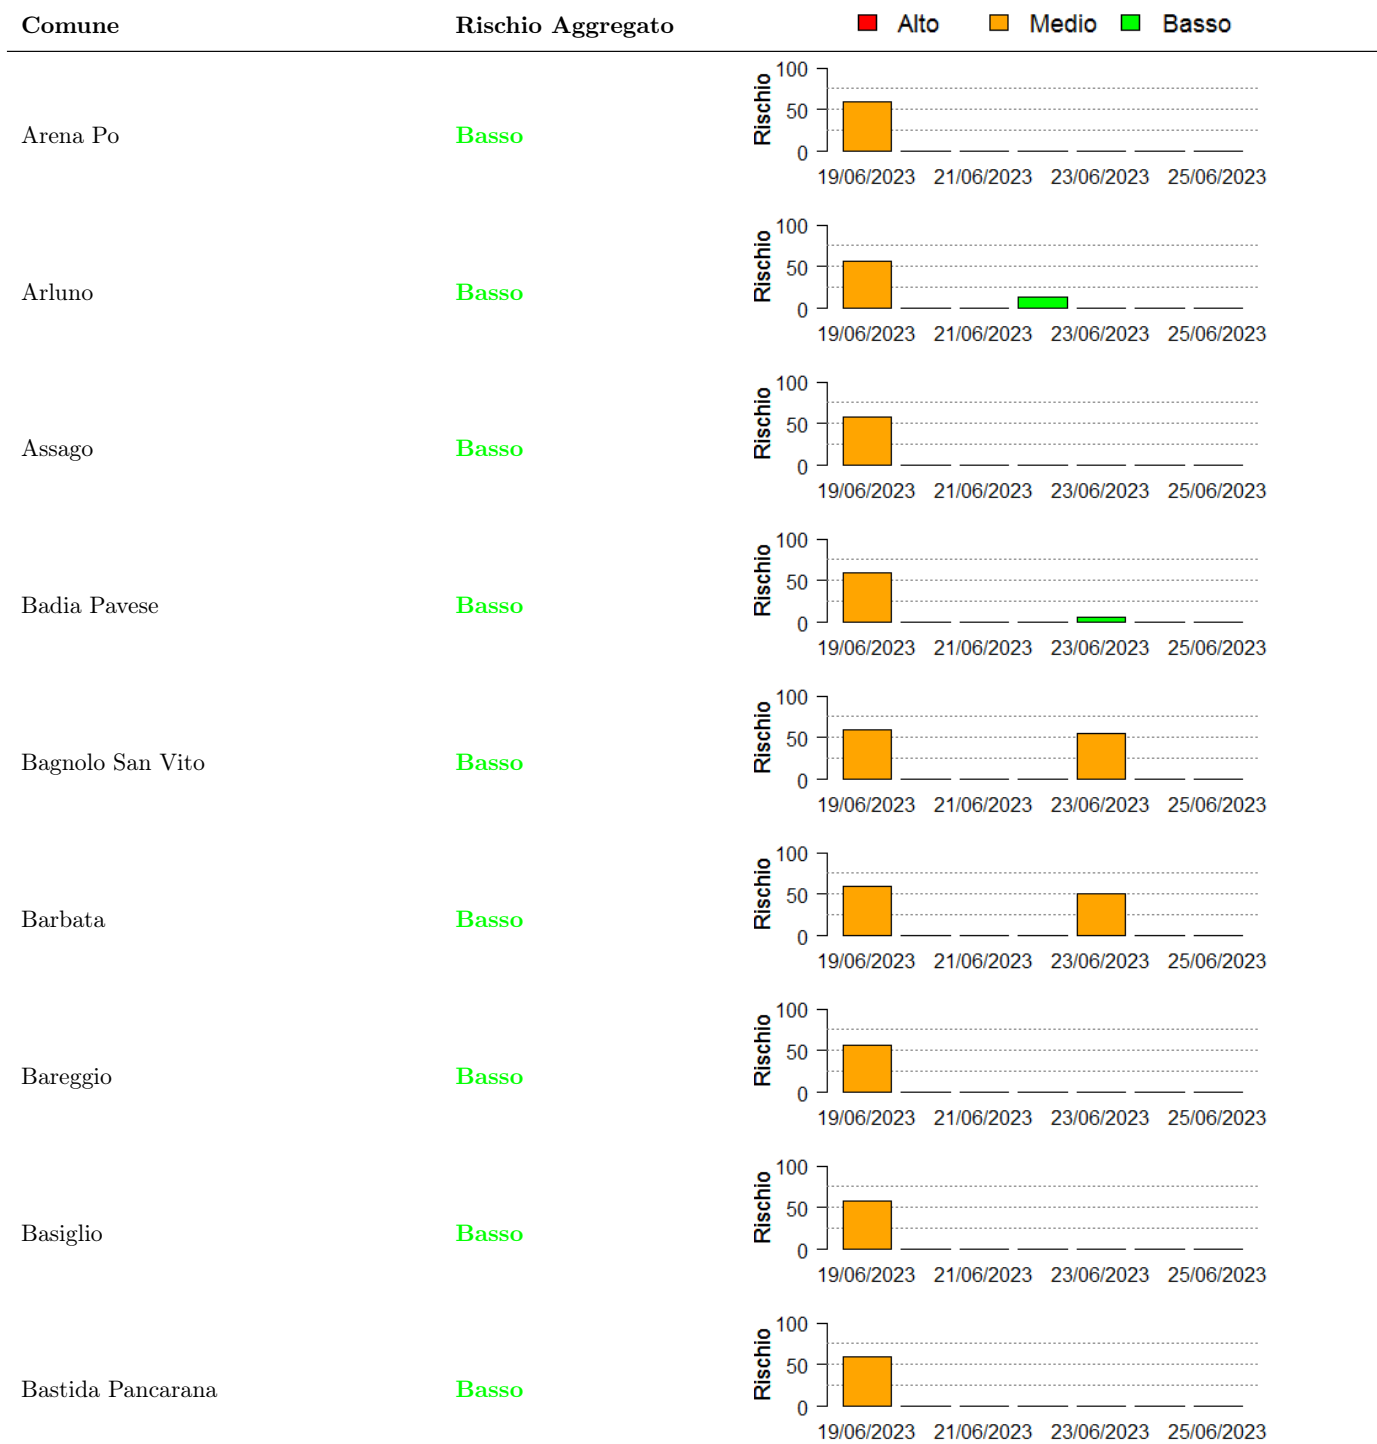 Comune Rischio Aggregato Alto Medio Basso
100
50
0
Rischio
Arena Po Basso
19/06/2023 21/06/2023 23/06/2023 25/06/2023
100
50
0
Rischio
Arluno Basso
19/06/2023 21/06/2023 23/06/2023 25/06/2023
100
50
0
Rischio
Assago Basso
19/06/2023 21/06/2023 23/06/2023 25/06/2023
100
50
0
Rischio
Badia Pavese Basso
19/06/2023 21/06/2023 23/06/2023 25/06/2023
100
50
0
Rischio
Bagnolo San Vito Basso
19/06/2023 21/06/2023 23/06/2023 25/06/2023
100
50
0
Rischio
Barbata Basso
19/06/2023 21/06/2023 23/06/2023 25/06/2023
100
50
0
Rischio
Bareggio Basso
19/06/2023 21/06/2023 23/06/2023 25/06/2023
100
50
0
Rischio
Basiglio Basso
19/06/2023 21/06/2023 23/06/2023 25/06/2023
100
50
0
Rischio
Bastida Pancarana Basso
19/06/2023 21/06/2023 23/06/2023 25/06/2023